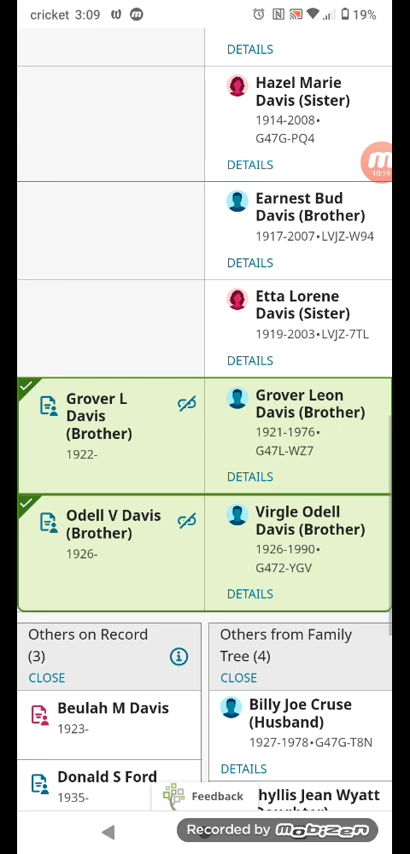 cricket 3:09
19%
DETAILS
Hazel Marie
Davis (Sister)
1914-2008•
G47G-PQ4
DETAILS
10:19
Earnest Bud
Davis (Brother)
1917-2007•LVJZ-W94
DETAILS
Etta Lorene
Davis (Sister)
1919-2003•LVJZ-7TL
DETAILS
Grover L
Davis
(Brother)
1922-
Grover Leon
Davis (Brother)
1921-1976•
G47L-WZ7
DETAILS
Odell V Davis
(Brother)
1926-
Virgle Odell
Davis (Brother)
1926-1990•
G472-YGV
DETAILS
Others on Record
(3)
CLOSE
Others from Family
Tree (4)
CLOSE
Beulah M Davis
1923-
Billy Joe Cruse
(Husband)
1927-1978•G47G-T8N
DETAILS
Donald S Ford
1935-
Feedback
hyllis Jean Wyatt
Recorded by mobizen